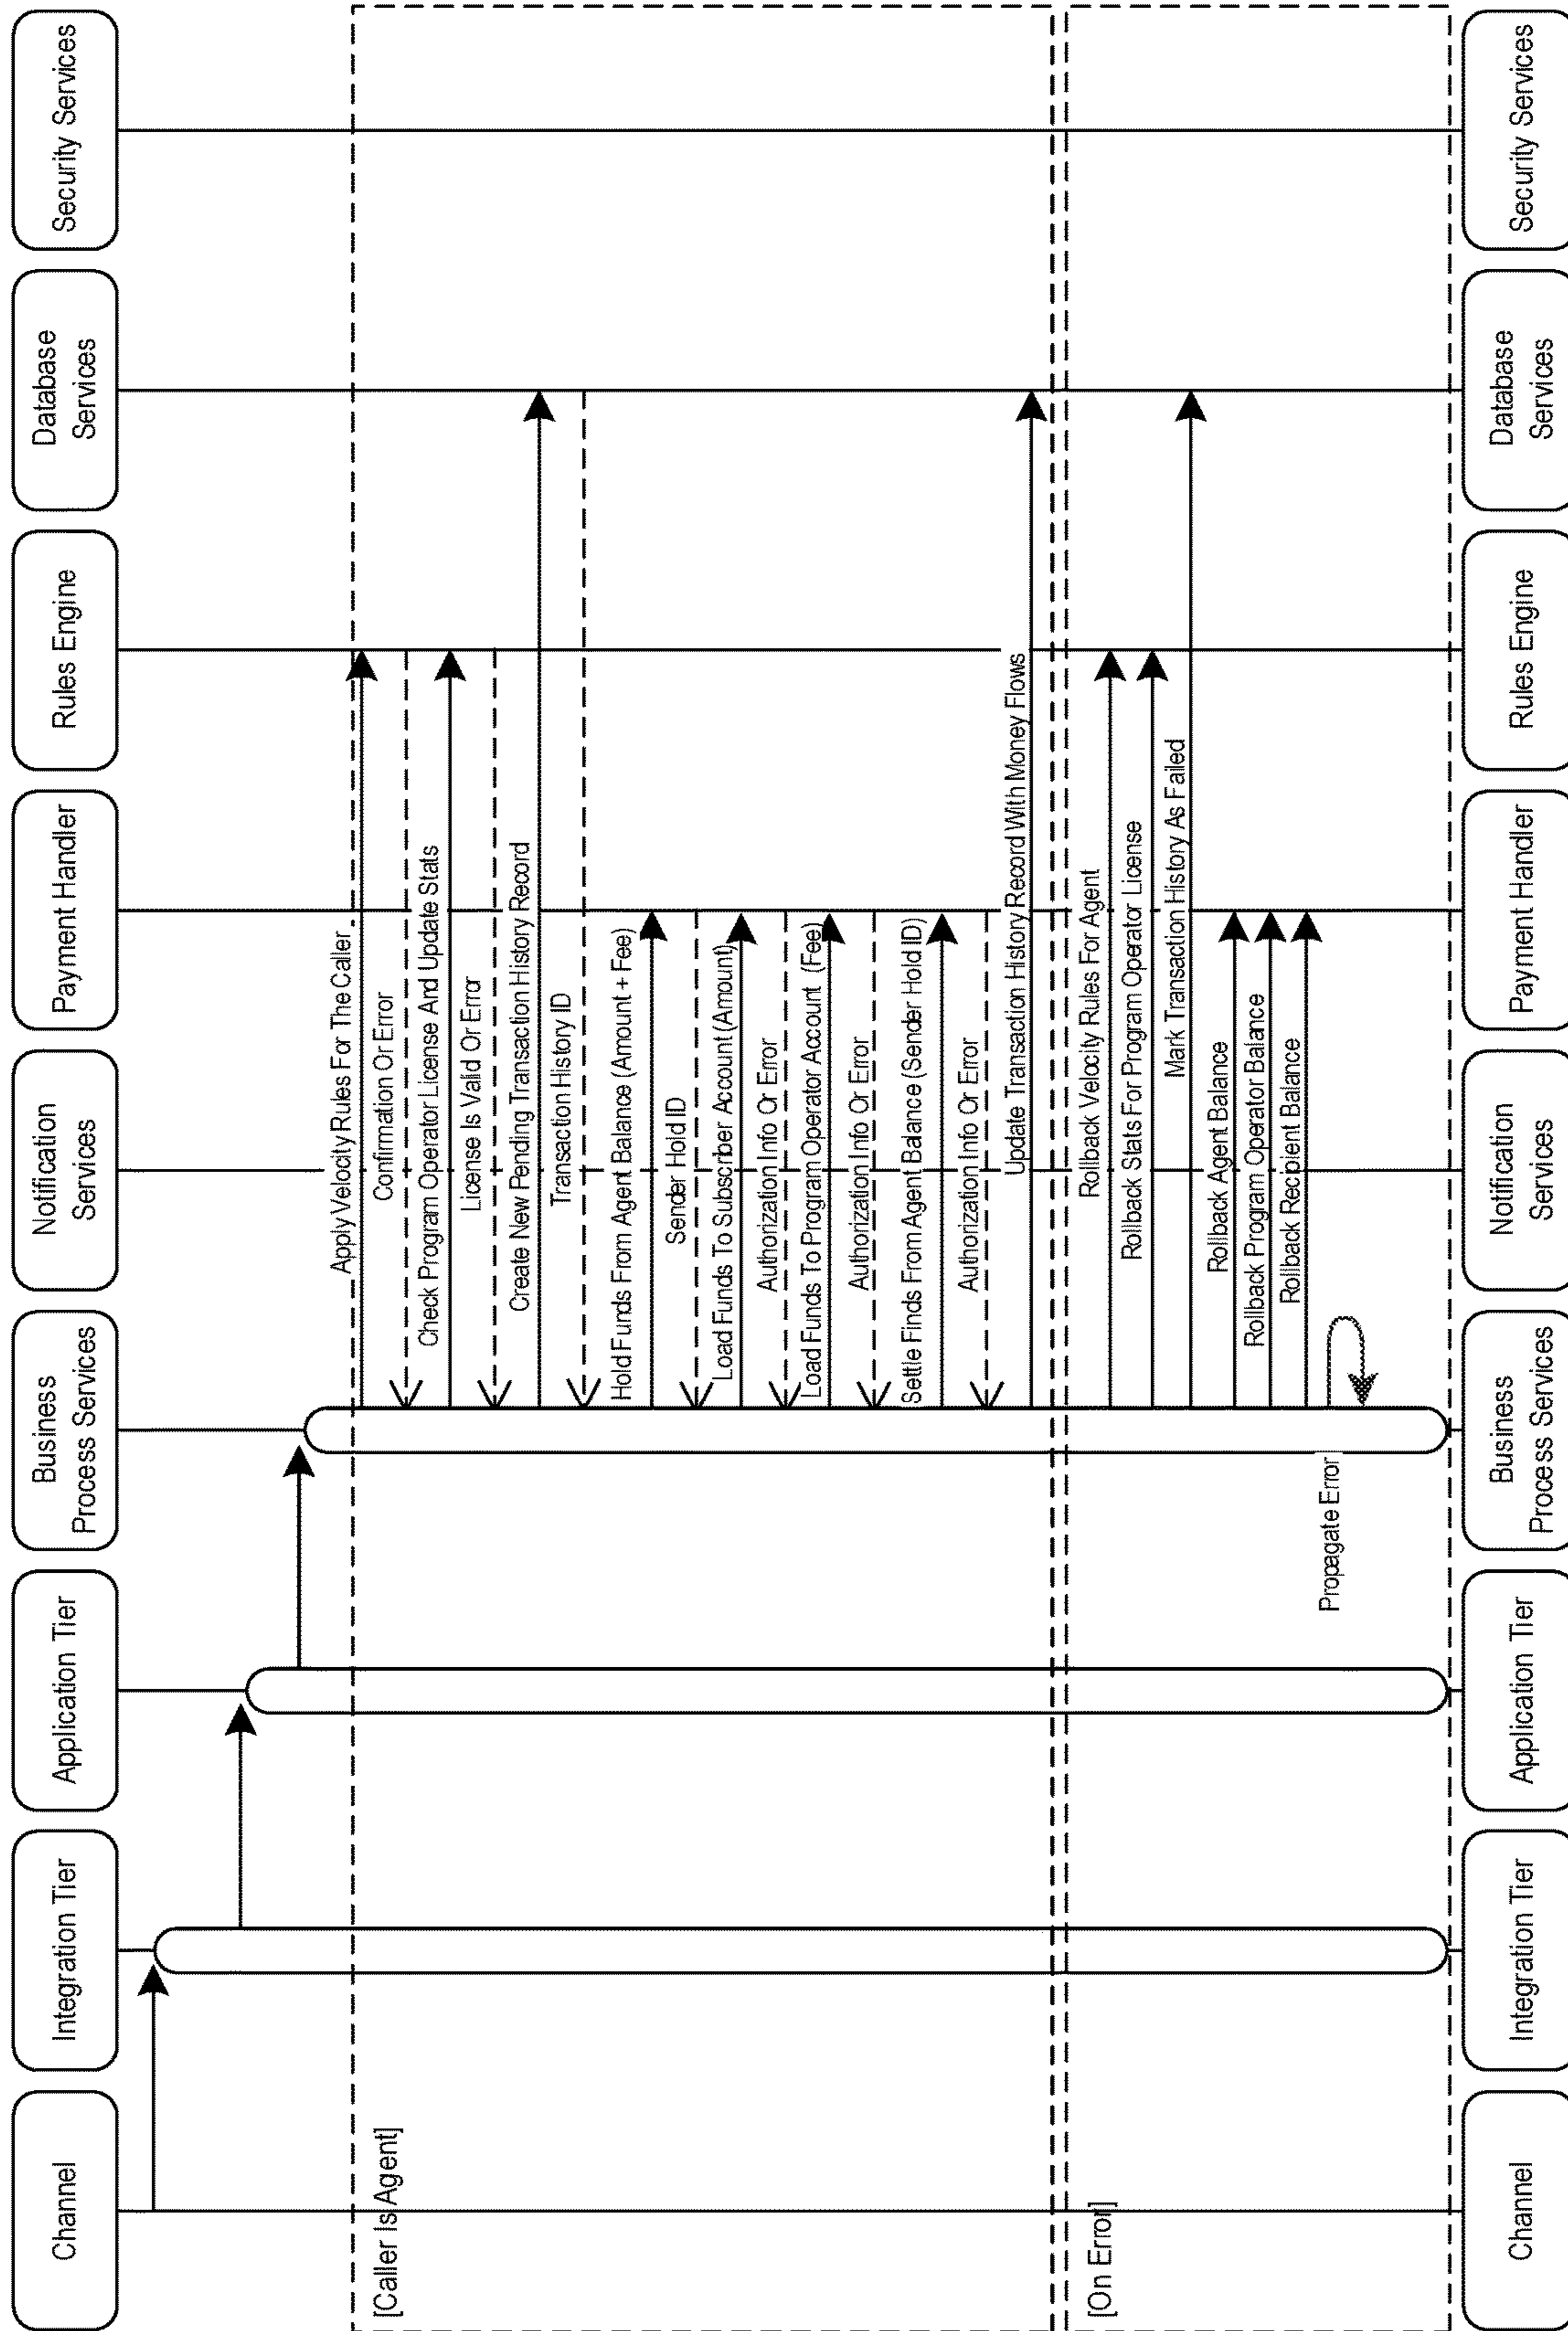 Channel
Integration Tier
Application Tier
Business
Process Services
Notification
Services
Payment Handler
Rules Engine
Database
Services
Security Services
[Caller Is Agent]
Apply Velocity Rules For The Caller
Confirmation Or Error
Check Program Operator License And Update Stats
License Is Valid Or Error
Create New Pending Transaction History Record
Transaction History ID
Hold Funds From Agent Balance (Amount + Fee)
Sender Hold ID
Load Funds To Subscriber Account (Amount)
Authorization Info Or Error
Load Funds To Program Operator Account (Fee)
Authorization Info Or Error
Settle Finds From Agent Balance (Sender Hold ID)
Authorization Info Or Error
Update Transaction History Record With Money Flows
[On Error]
Rollback Velocity Rules For Agent
Rollback Stats For Program Operator License
Mark Transaction History As Failed
Rollback Agent Balance
Rollback Program Operator Balance
Rollback Recipient Balance
Propagate Error
Channel
Integration Tier
Application Tier
Business
Process Services
Notification
Services
Payment Handler
Rules Engine
Database
Services
Security Services